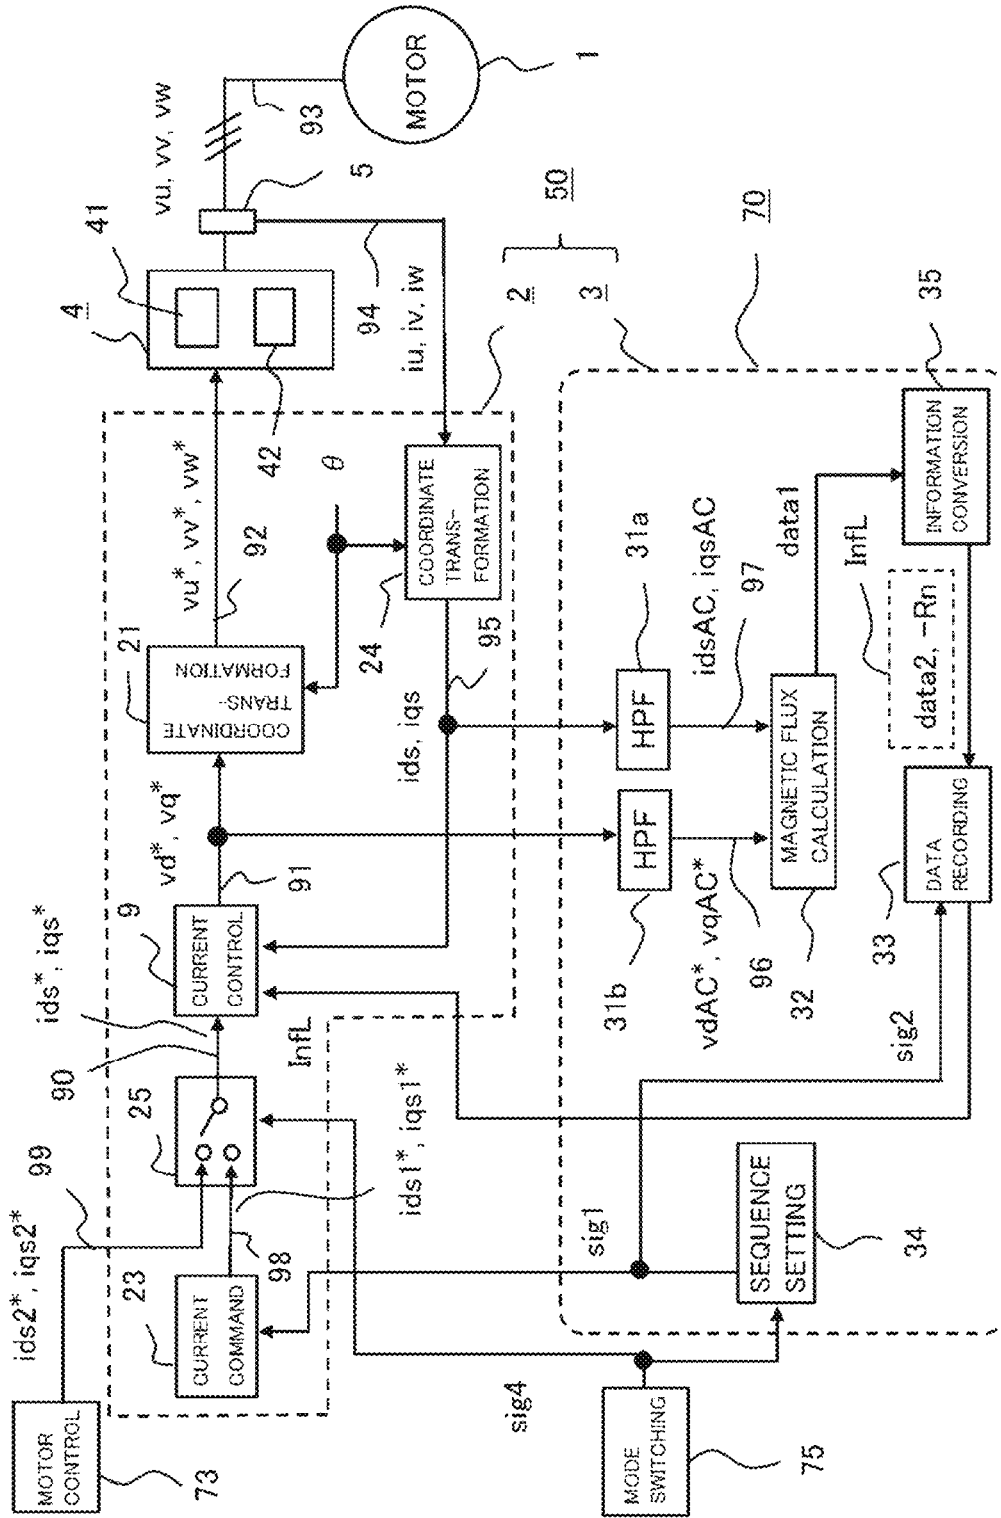 MOTOR
CONTROL
73
ids2*, iqs2*
99
CURRENT
COMMAND
23
98
ids1*, iqs1*
25
90
ids*, iqs*
InfL
CURRENT
CONTROL
9
91
vd*, vq*
COORDINATE
TRANS-
FORMATION
21
vu*, vv*, vw*
92
4
41
42
vu, vv, vw
5
93
MOTOR
1
94
iu, iv, iw
θ
COORDINATE
TRANS-
FORMATION
24
95
ids, iqs
2
3
50
70
MODE
SWITCHING
75
sig4
sig1
SEQUENCE
SETTING
34
sig2
HPF
31b
HPF
31a
vdAC*, vqAC*
96
idsAC, iqsAC
97
MAGNETIC FLUX
CALCULATION
32
data1
InfL
data2, -Rn
INFORMATION
CONVERSION
35
DATA
RECORDING
33